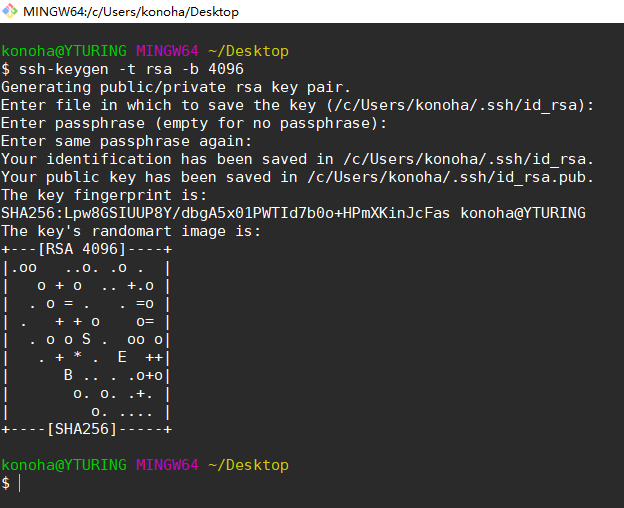 MINGW64:/c/Users/konoha/Desktop
konoha@YTURING MINGW64 ~/Desktop
$ ssh-keygen -t rsa -b 4096
Generating public/private rsa key pair.
Enter file in which to save the key (/c/Users/konoha/.ssh/id_rsa):
Enter passphrase (empty for no passphrase):
Enter same passphrase again:
Your identification has been saved in /c/Users/konoha/.ssh/id_rsa.
Your public key has been saved in /c/Users/konoha/.ssh/id_rsa.pub.
The key fingerprint is:
SHA256:Lpw8GSIUUP8Y/dbgA5x01PWTId7b0o+HPmXKinJcFas konoha@YTURING
The key's randomart image is:
+---[RSA 4096]----+
|.oo   ..o. .o .  |
|   o + o  .. +.o |
|  . o = .   . =o |
| .   + + o    o= |
|  . o o S .  oo o|
|   . + * .  E  ++|
|      B .. . .o+o|
|       o. o. .+. |
|         o. .... |
+----[SHA256]-----+
konoha@YTURING MINGW64 ~/Desktop
$